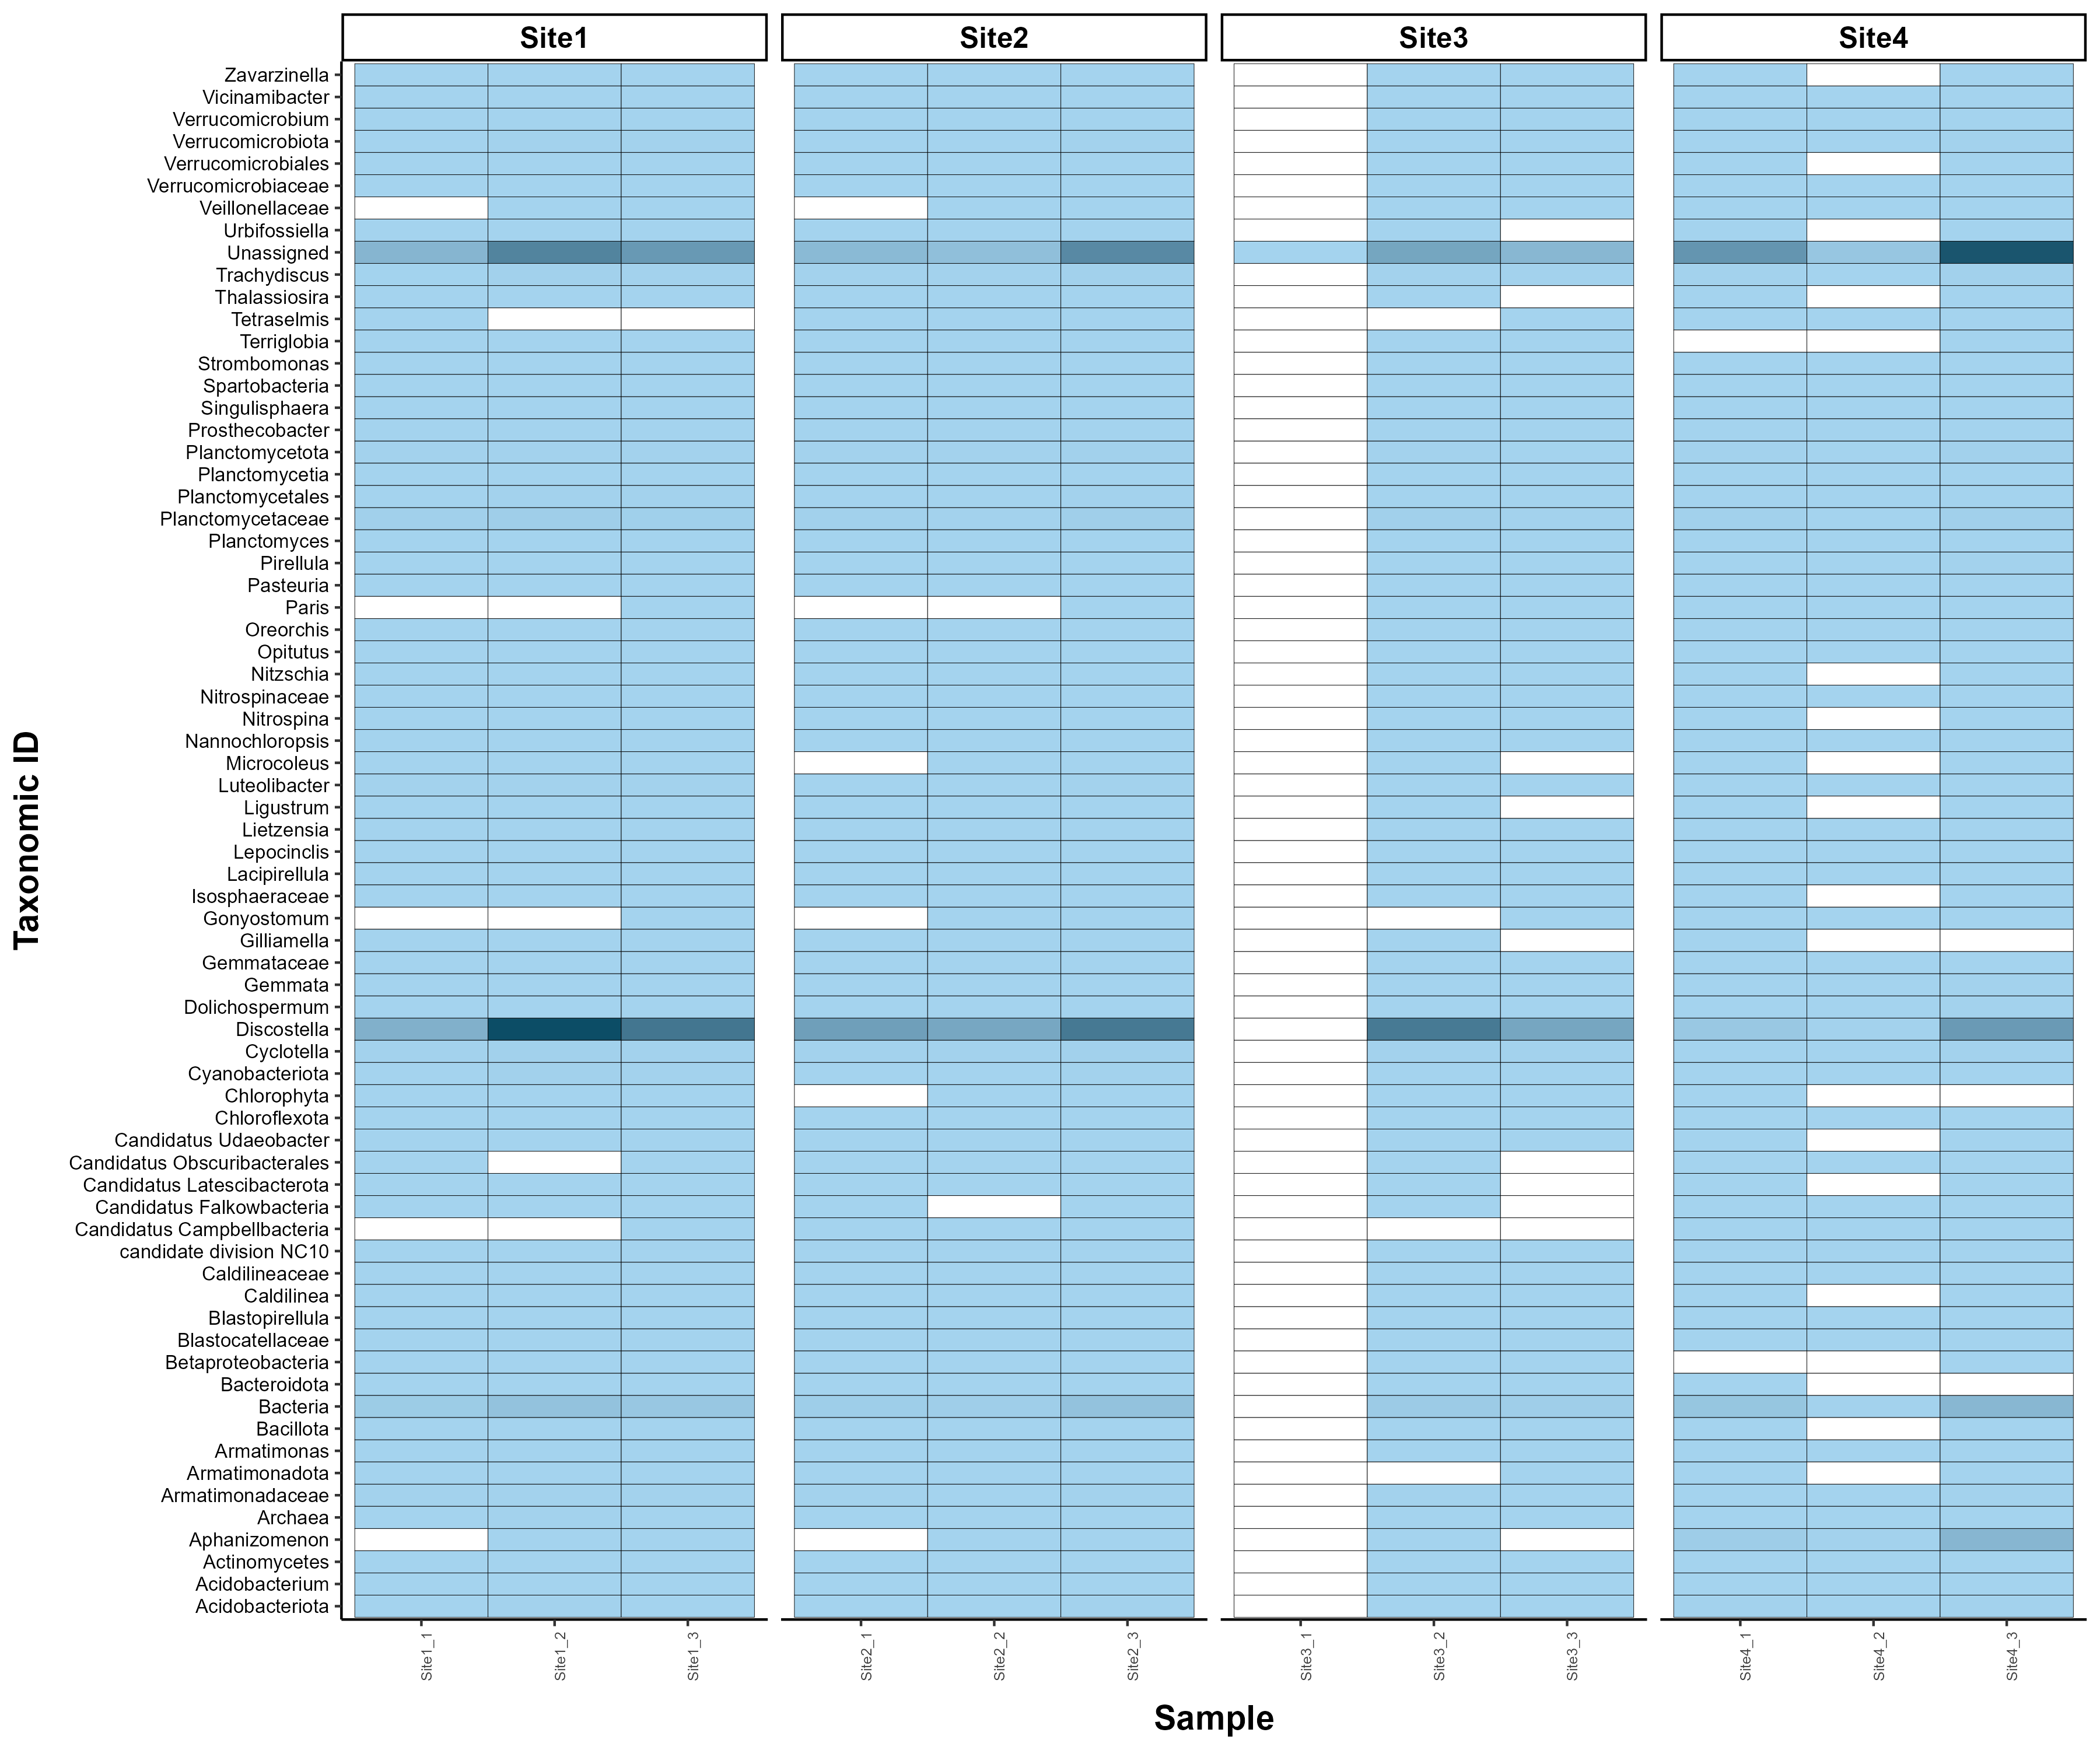 Site1 Site2 Site3 Site4
Zavarzinella
Vicinamibacter
Verrucomicrobium
Verrucomicrobiota
Verrucomicrobiales
Verrucomicrobiaceae
Veillonellaceae
Urbifossiella
Unassigned
Trachydiscus
Thalassiosira
Tetraselmis
Terriglobia
Strombomonas
Spartobacteria
Singulisphaera
Prosthecobacter
Planctomycetota
Planctomycetia
Planctomycetales
Planctomycetaceae
Planctomyces
Pirellula
Pasteuria
Paris
Oreorchis
Opitutus
Nitzschia
Nitrospinaceae
Nitrospina
Nannochloropsis
Microcoleus
Luteolibacter
Ligustrum
Lietzensia
Lepocinclis
Lacipirellula
Isosphaeraceae
Gonyostomum
Gilliamella
Gemmataceae
Gemmata
Dolichospermum
Discostella
Cyclotella
Cyanobacteriota
Chlorophyta
Chloroflexota
Candidatus Udaeobacter
Candidatus Obscuribacterales
Candidatus Latescibacterota
Candidatus Falkowbacteria
Candidatus Campbellbacteria
candidate division NC10
Caldilineaceae
Caldilinea
Blastopirellula
Blastocatellaceae
Betaproteobacteria
Bacteroidota
Bacteria
Bacillota
Armatimonas
Armatimonadota
Armatimonadaceae
Archaea
Aphanizomenon
Actinomycetes
Acidobacterium
Acidobacteriota
Taxonomic ID
Site1_1 Site1_2 Site1_3 Site2_1 Site2_2 Site2_3 Site3_1 Site3_2 Site3_3 Site4_1 Site4_2 Site4_3
Sample